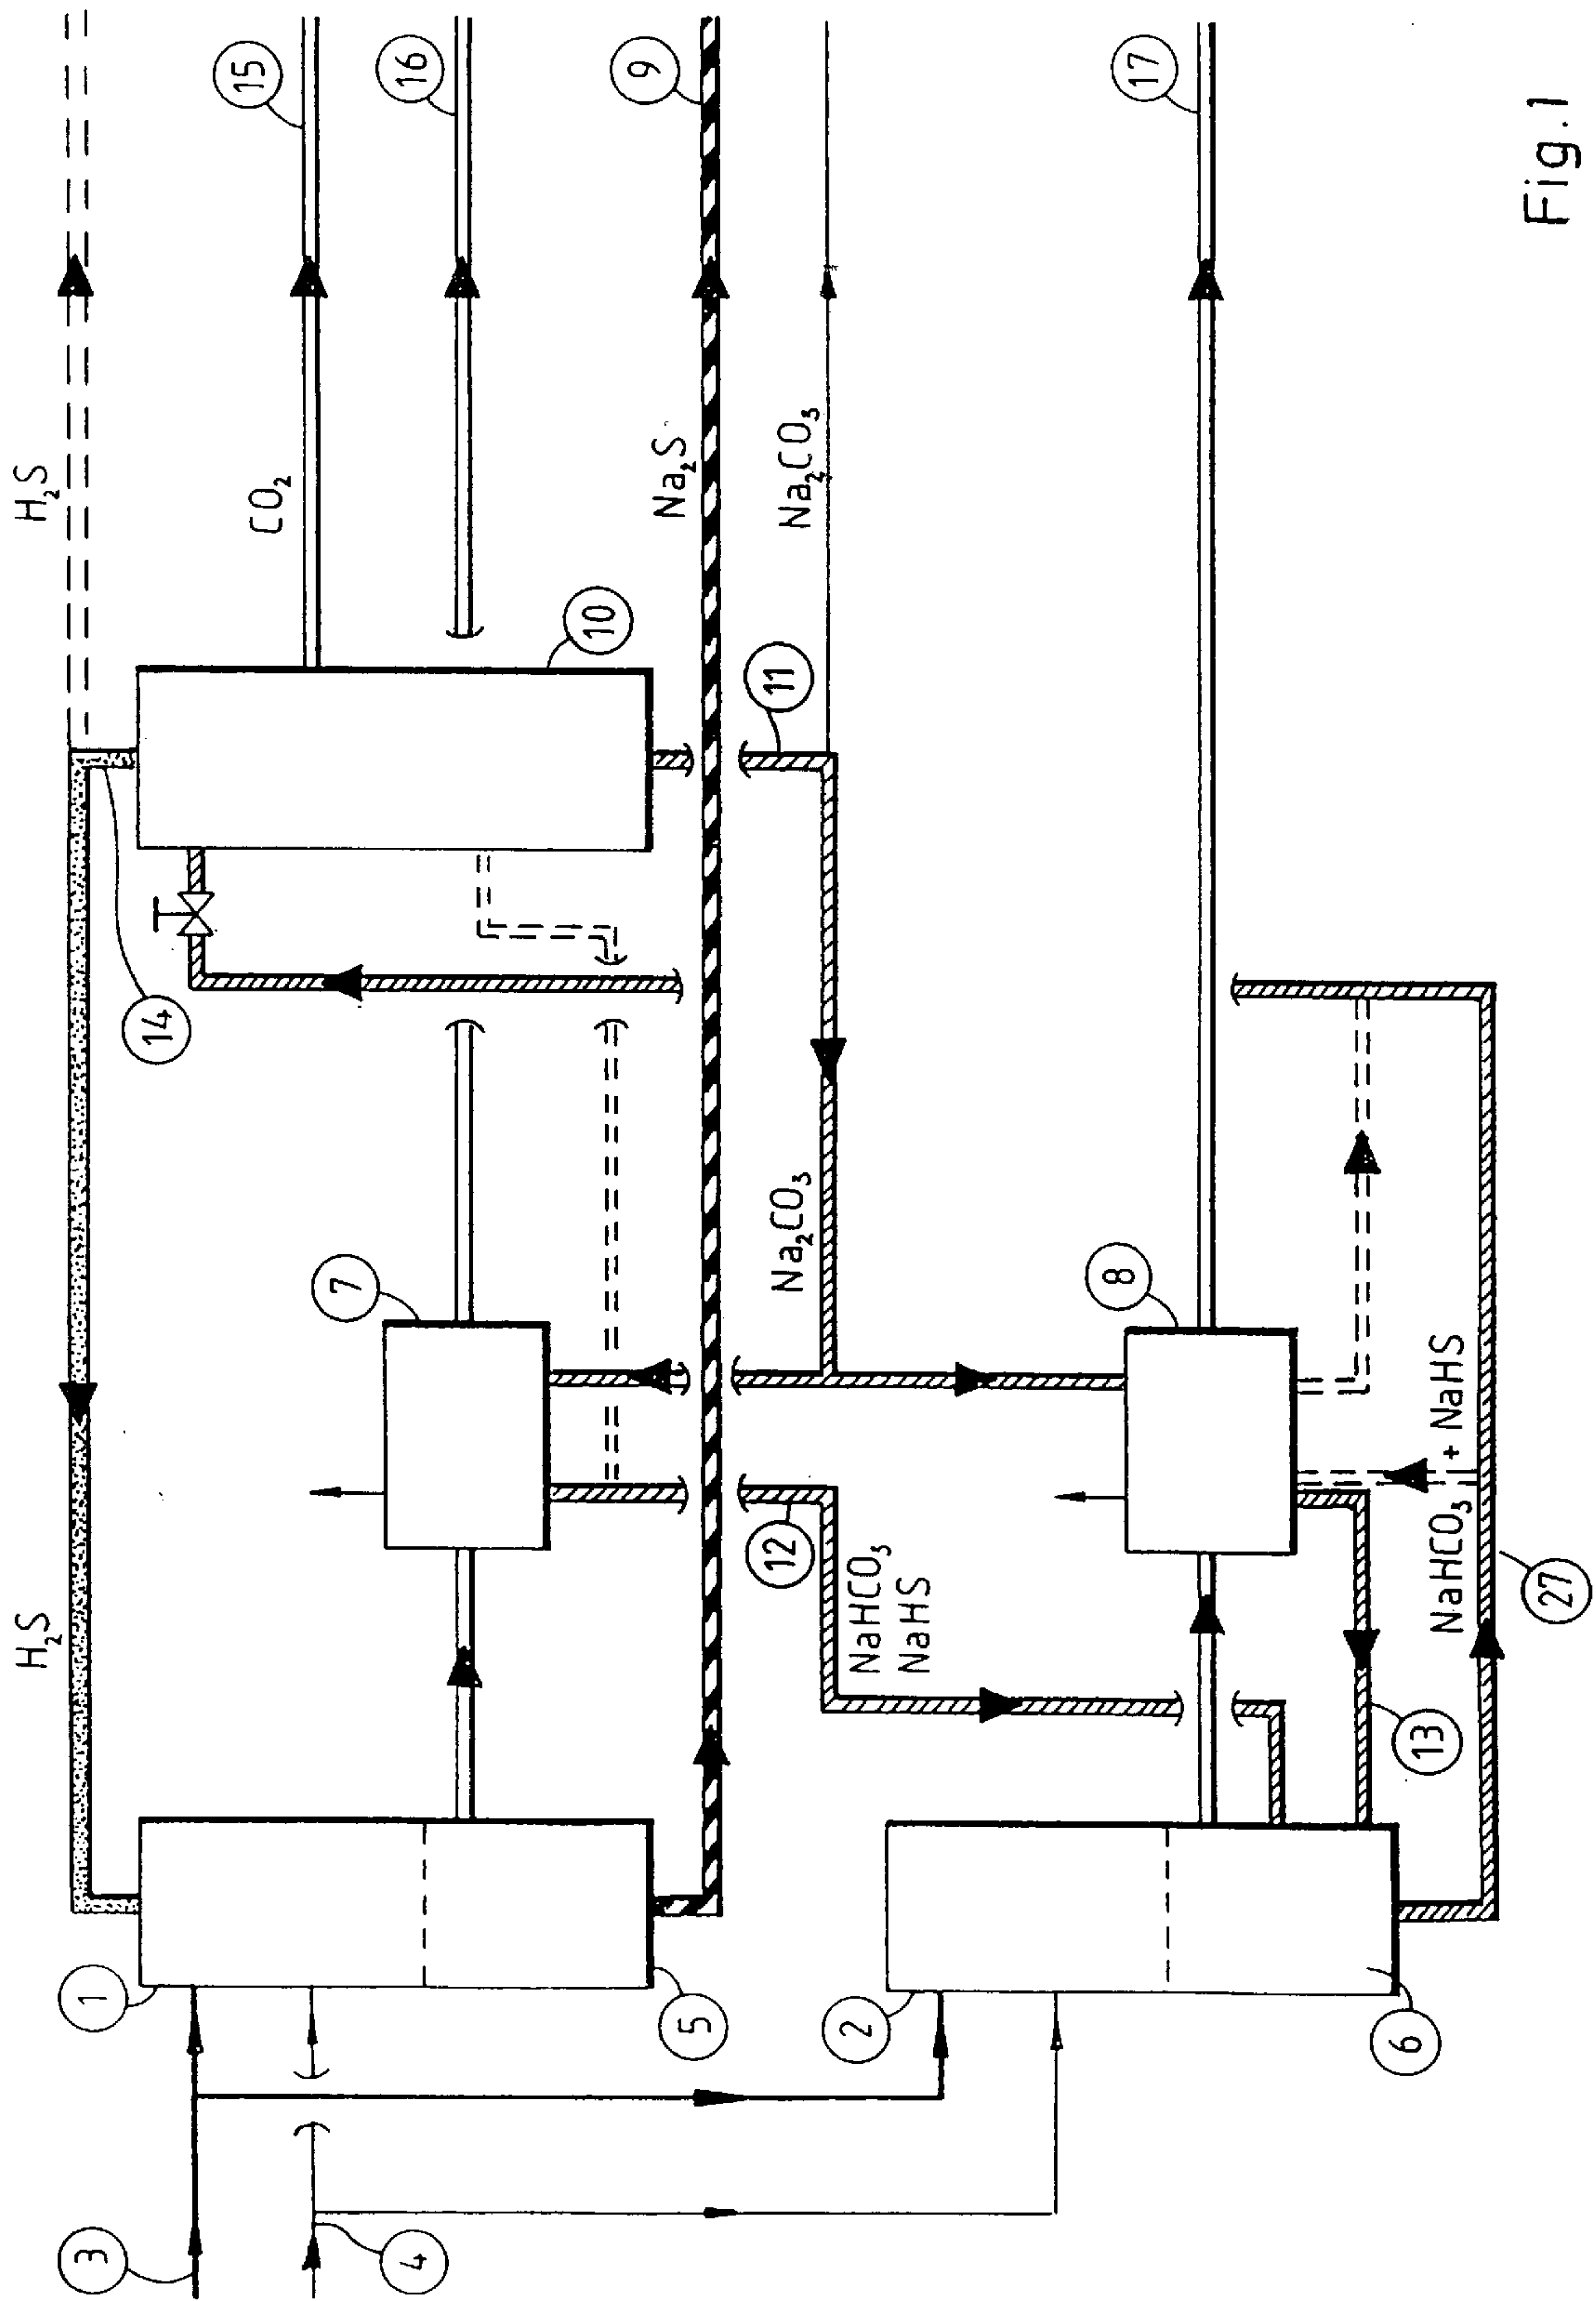 H₂S
15
CO₂
16
9
Na₂S
Na₂CO₃
17
Fig.1
10
11
14
7
Na₂CO₃
8
H₂S
12
NaHCO₃
NaHS
NaHCO₃ + NaHS
13
27
1
5
2
6
3
4